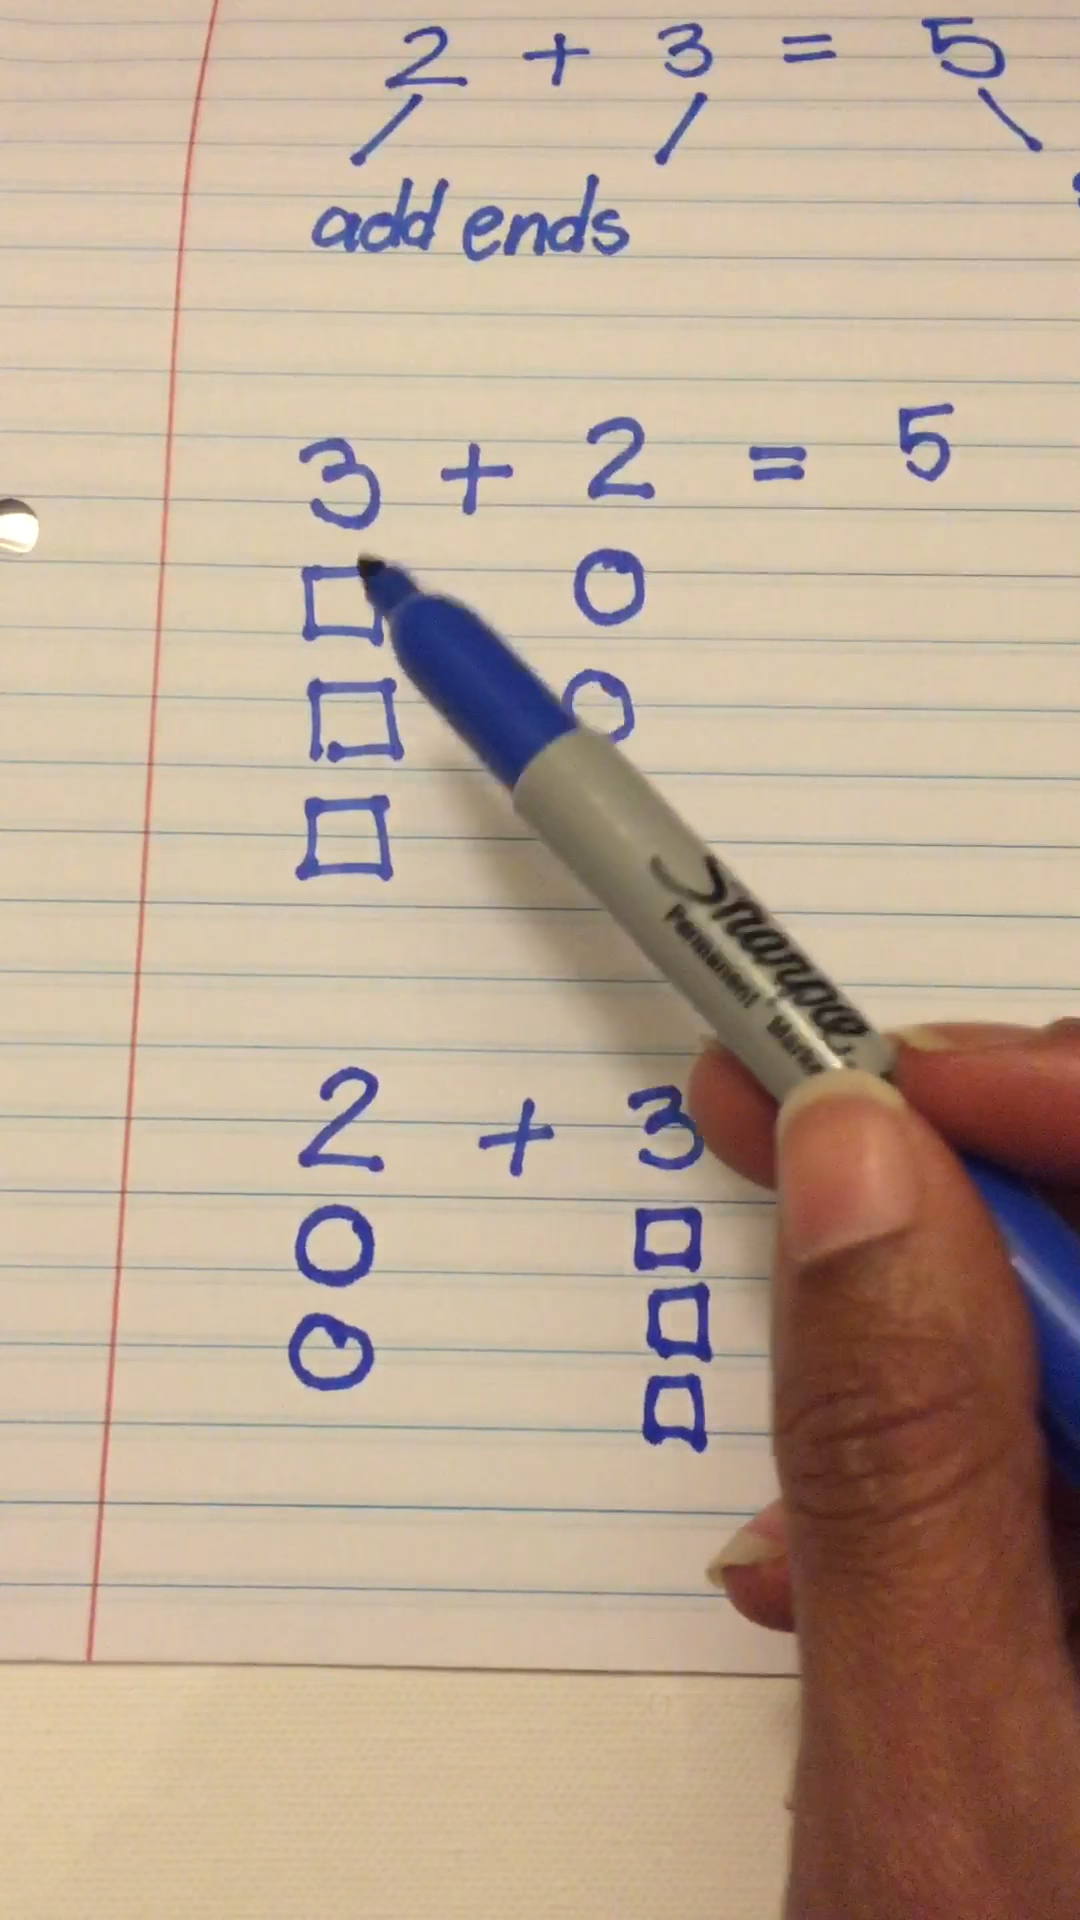 2 + 3 = 5
add ends
3 + 2 = 5
Sharpie
Permanent Marker
2 + 3